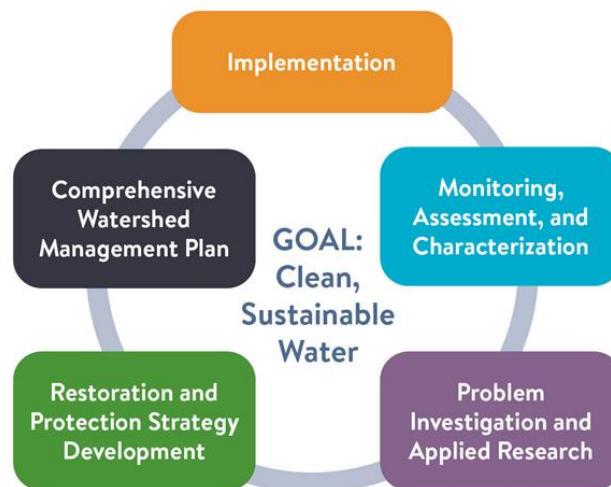 Implementation
Monitoring,
Assessment, and
Characterization
Problem
Investigation and
Applied Research
Restoration and
Protection Strategy
Development
Comprehensive
Watershed
Management Plan
GOAL:
Clean,
Sustainable
Water